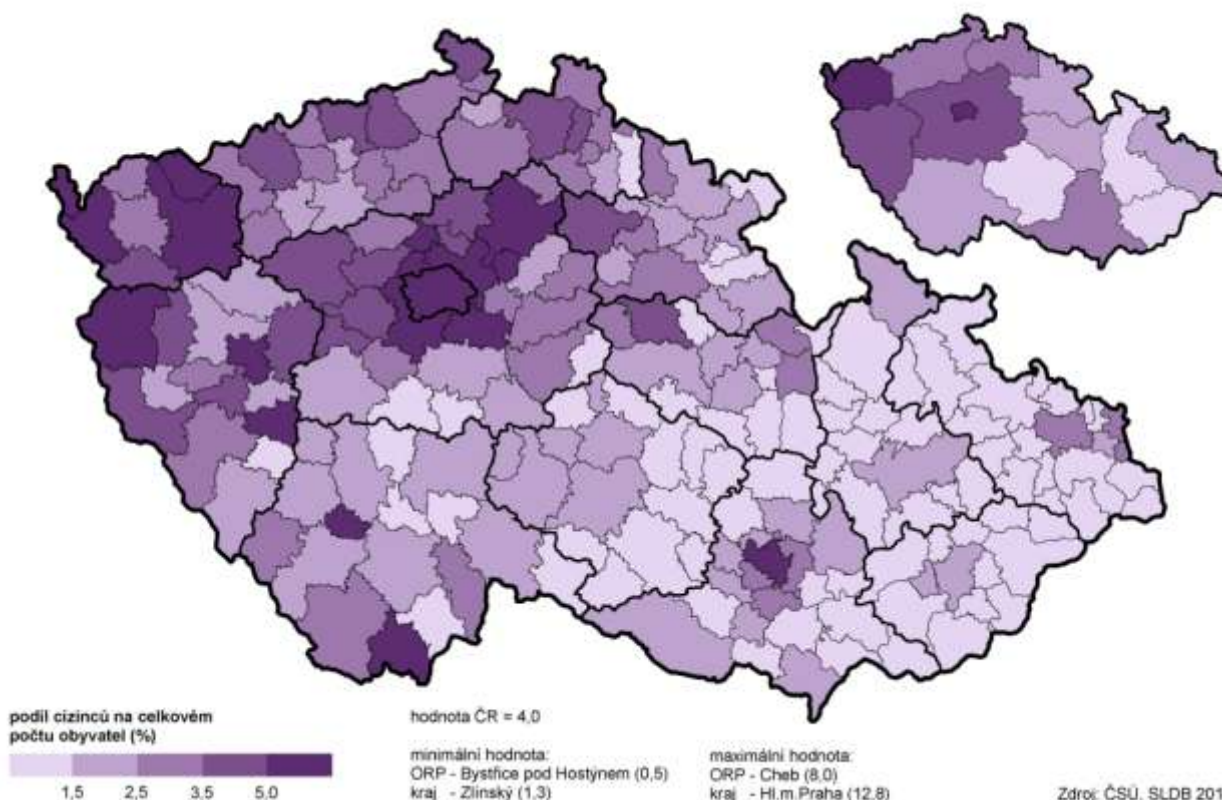 podíl cizinců na celkovém
počtu obyvatel (%)
1,5 2,5 3,5 5,0
hodnota ČR = 4,0
minimální hodnota:
ORP - Bystřice pod Hostýnem (0,5)
kraj - Zlínský (1,3)
maximální hodnota:
ORP - Cheb (8,0)
kraj - Hl.m.Praha (12,8)
Zdroj: ČSÚ, SLDB 201